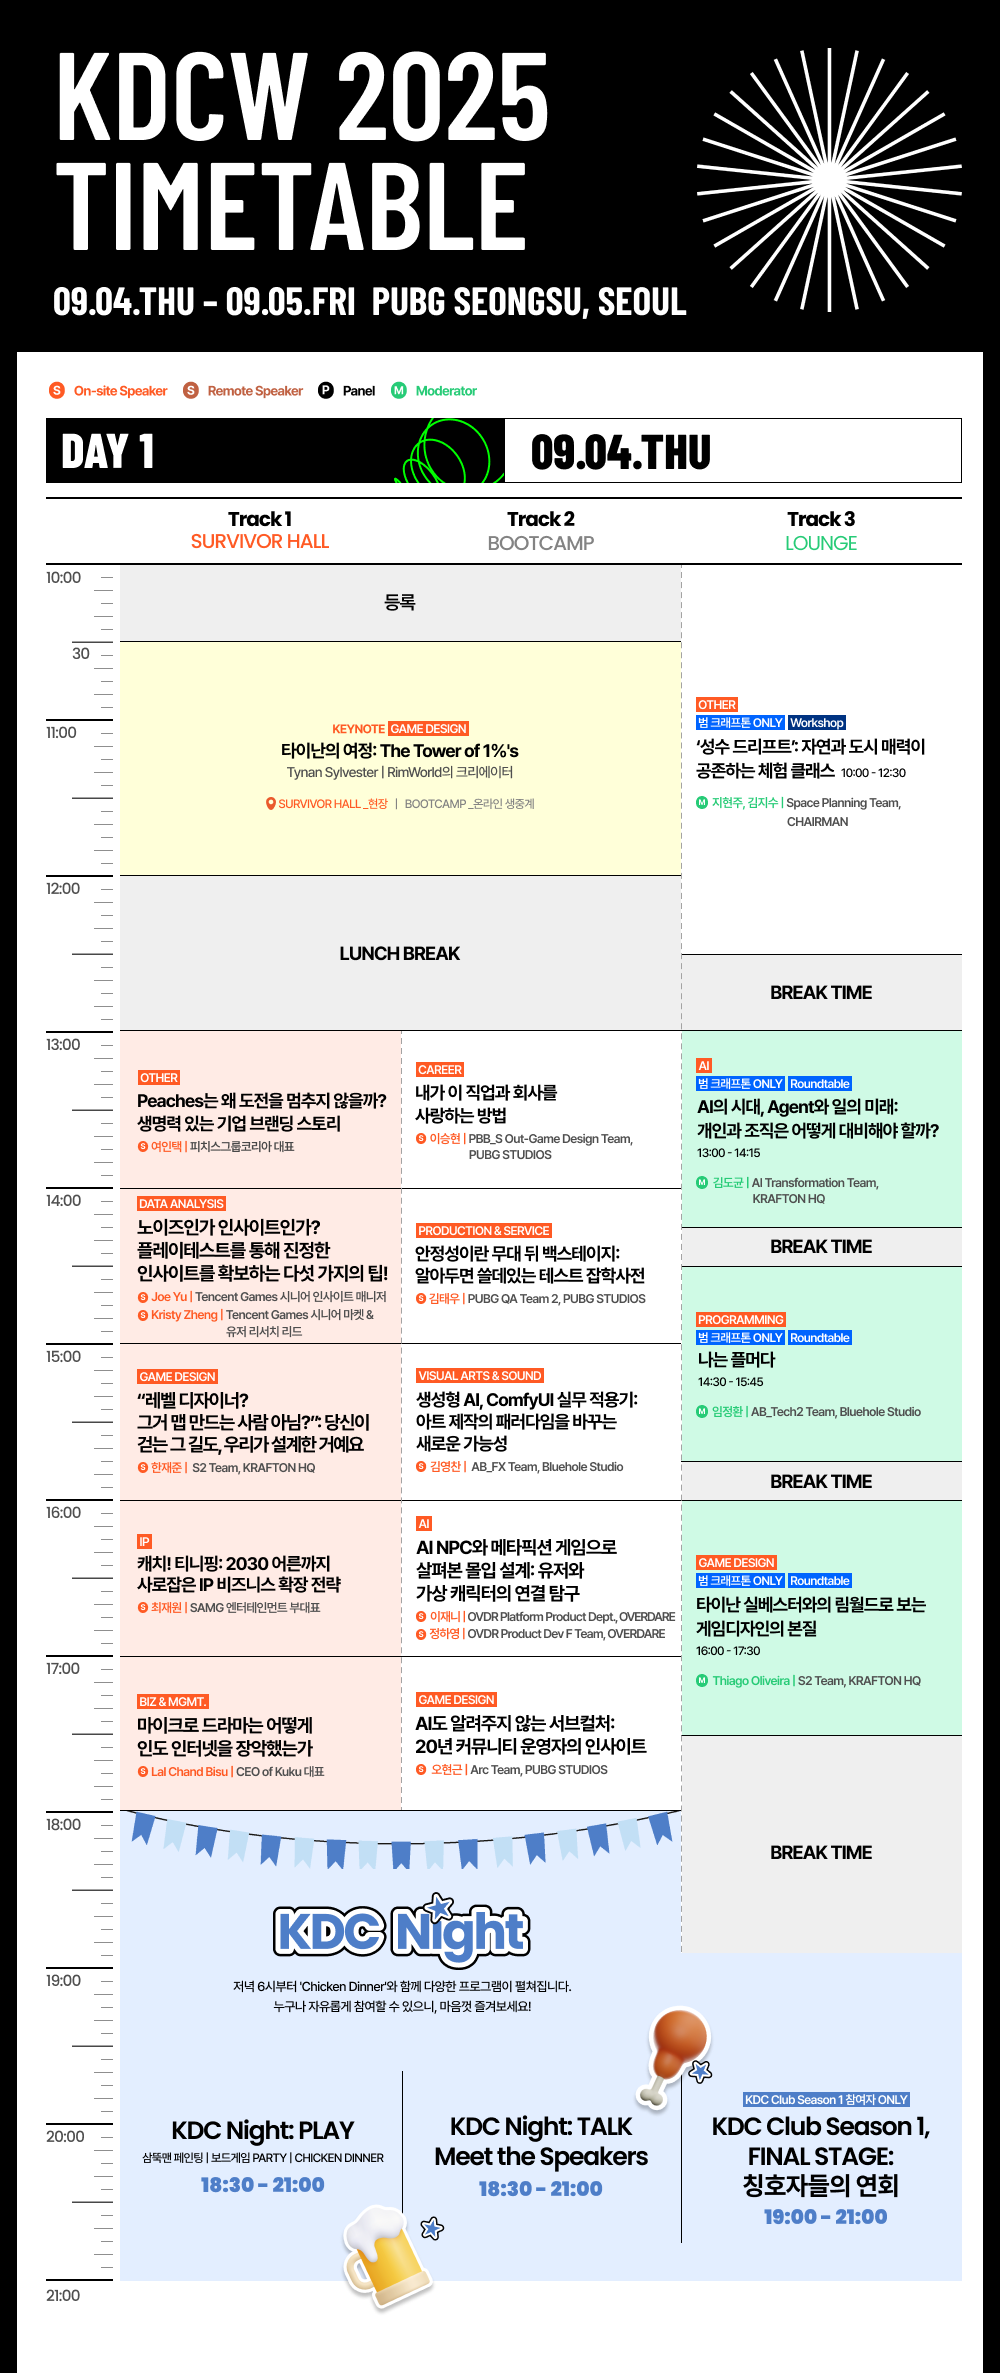 KDCW 2025
TIMETABLE
09.04.THU – 09.05.FRI PUBG SEONGSU, SEOUL
S On-site Speaker S Remote Speaker P Panel M Moderator
DAY 1
09.04.THU
Track 1
SURVIVOR HALL
Track 2
BOOTCAMP
Track 3
LOUNGE
10:00
등록
30
11:00
KEYNOTE GAME DESIGN
타이난의 여정: The Tower of 1%'s
Tynan Sylvester | RimWorld의 크리에이터
SURVIVOR HALL _현장 | BOOTCAMP _온라인 생중계
OTHER
범 크래프톤 ONLY Workshop
‘성수 드리프트’: 자연과 도시 매력이
공존하는 체험 클래스 10:00 - 12:30
M 지현주, 김지수 | Space Planning Team,
CHAIRMAN
12:00
LUNCH BREAK
BREAK TIME
13:00
OTHER
Peaches는 왜 도전을 멈추지 않을까?
생명력 있는 기업 브랜딩 스토리
S 여인택 | 피치스그룹코리아 대표
CAREER
내가 이 직업과 회사를
사랑하는 방법
S 이승현 | PBB_S Out-Game Design Team,
PUBG STUDIOS
AI
범 크래프톤 ONLY Roundtable
AI의 시대, Agent와 일의 미래:
개인과 조직은 어떻게 대비해야 할까?
13:00 - 14:15
M 김도균 | AI Transformation Team,
KRAFTON HQ
14:00
DATA ANALYSIS
노이즈인가 인사이트인가?
플레이테스트를 통해 진정한
인사이트를 확보하는 다섯 가지의 팁!
S Joe Yu | Tencent Games 시니어 인사이트 매니저
S Kristy Zheng | Tencent Games 시니어 마켓 &
유저 리서치 리드
PRODUCTION & SERVICE
안정성이란 무대 뒤 백스테이지:
알아두면 쓸데있는 테스트 잡학사전
S 김태우 | PUBG QA Team 2, PUBG STUDIOS
BREAK TIME
PROGRAMMING
범 크래프톤 ONLY Roundtable
나는 플머다
14:30 - 15:45
M 임정환 | AB_Tech2 Team, Bluehole Studio
15:00
GAME DESIGN
“레벨 디자이너?
그거 맵 만드는 사람 아님?”: 당신이
걷는 그 길도, 우리가 설계한 거예요
S 한재준 | S2 Team, KRAFTON HQ
VISUAL ARTS & SOUND
생성형 AI, ComfyUI 실무 적용기:
아트 제작의 패러다임을 바꾸는
새로운 가능성
S 김영찬 | AB_FX Team, Bluehole Studio
BREAK TIME
16:00
IP
캐치! 티니핑: 2030 어른까지
사로잡은 IP 비즈니스 확장 전략
S 최재원 | SAMG 엔터테인먼트 부대표
AI
AI NPC와 메타픽션 게임으로
살펴본 몰입 설계: 유저와
가상 캐릭터의 연결 탐구
S 이재니 | OVDR Platform Product Dept., OVERDARE
S 정하영 | OVDR Product Dev F Team, OVERDARE
GAME DESIGN
범 크래프톤 ONLY Roundtable
타이난 실베스터와의 림월드로 보는
게임디자인의 본질
16:00 - 17:30
M Thiago Oliveira | S2 Team, KRAFTON HQ
17:00
BIZ & MGMT.
마이크로 드라마는 어떻게
인도 인터넷을 장악했는가
S Lal Chand Bisu | CEO of Kuku 대표
GAME DESIGN
AI도 알려주지 않는 서브컬처:
20년 커뮤니티 운영자의 인사이트
S 오현근 | Arc Team, PUBG STUDIOS
BREAK TIME
18:00
KDC Night
저녁 6시부터 'Chicken Dinner'와 함께 다양한 프로그램이 펼쳐집니다.
누구나 자유롭게 참여할 수 있으니, 마음껏 즐겨보세요!
19:00
20:00
KDC Night: PLAY
삼뚝맨 페인팅 | 보드게임 PARTY | CHICKEN DINNER
18:30 – 21:00
KDC Night: TALK
Meet the Speakers
18:30 – 21:00
KDC Club Season 1 참여자 ONLY
KDC Club Season 1,
FINAL STAGE:
칭호자들의 연회
19:00 – 21:00
21:00